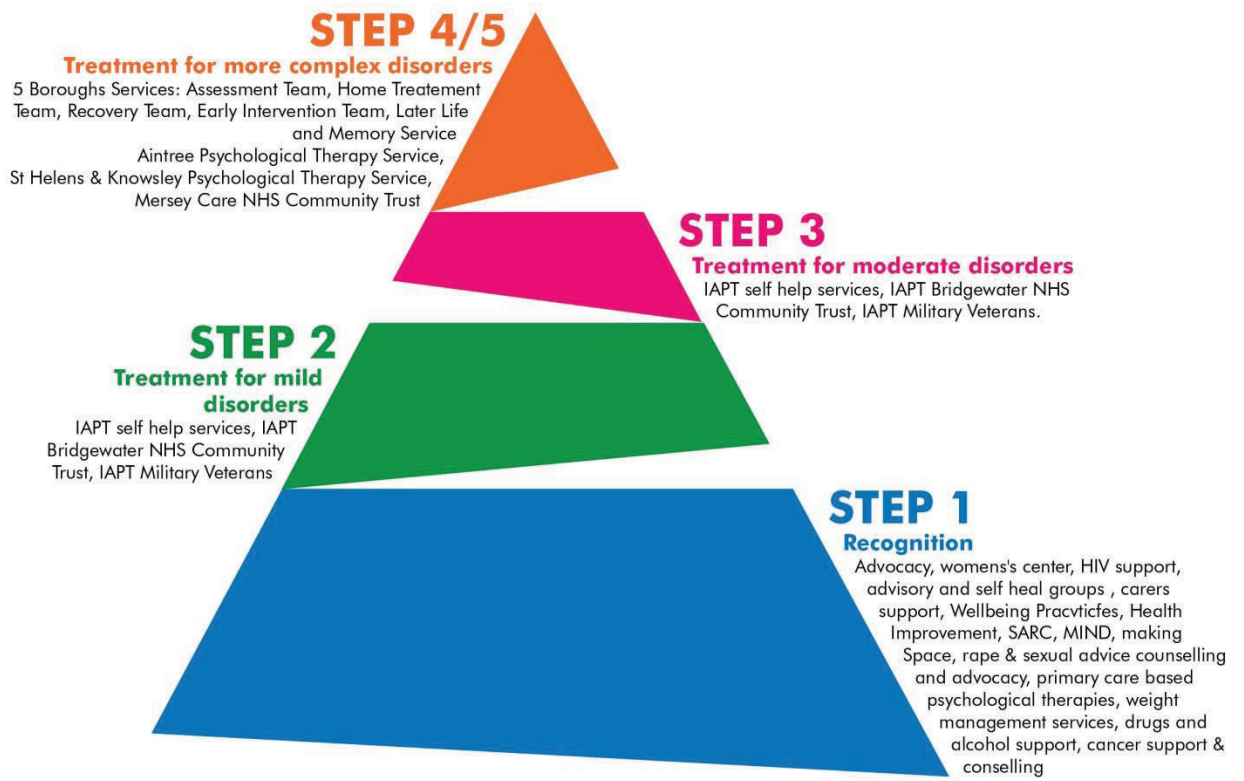 STEP 4/5
Treatment for more complex disorders
5 Boroughs Services: Assessment Team, Home Treatement
Team, Recovery Team, Early Intervention Team, Later Life
and Memory Service
Aintree Psychological Therapy Service,
St Helens & Knowsley Psychological Therapy Service,
Mersey Care NHS Community Trust
STEP 3
Treatment for moderate disorders
IAPT self help services, IAPT Bridgewater NHS
Community Trust, IAPT Military Veterans.
STEP 2
Treatment for mild
disorders
IAPT self help services, IAPT
Bridgewater NHS Community
Trust, IAPT Military Veterans
STEP 1
Recognition
Advocacy, womens's center, HIV support,
advisory and self heal groups , carers
support, Wellbeing Pracvticfes, Health
Improvement, SARC, MIND, making
Space, rape & sexual advice counselling
and advocacy, primary care based
psychological therapies, weight
management services, drugs and
alcohol support, cancer support &
conselling